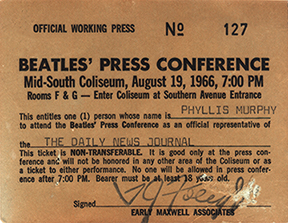 OFFICIAL WORKING PRESS No 127
BEATLES' PRESS CONFERENCE
Mid-South Coliseum, August 19, 1966, 7:00 PM
Rooms F & G — Enter Coliseum at Southern Avenue Entrance
This entitles one (1) person whose name is PHYLLIS MURPHY
to attend the Beatles' Press Conference as an official representative of
the THE DAILY NEWS JOURNAL
This ticket is NON-TRANSFERABLE. It is good only at the press
conference and will not be honored in any other area of the Coliseum or as
a ticket to either performance. No one will be allowed in press conference
after 7:00 PM. Bearer must be at least 18 years old.
Signed
EARLY MAXWELL ASSOCIATES